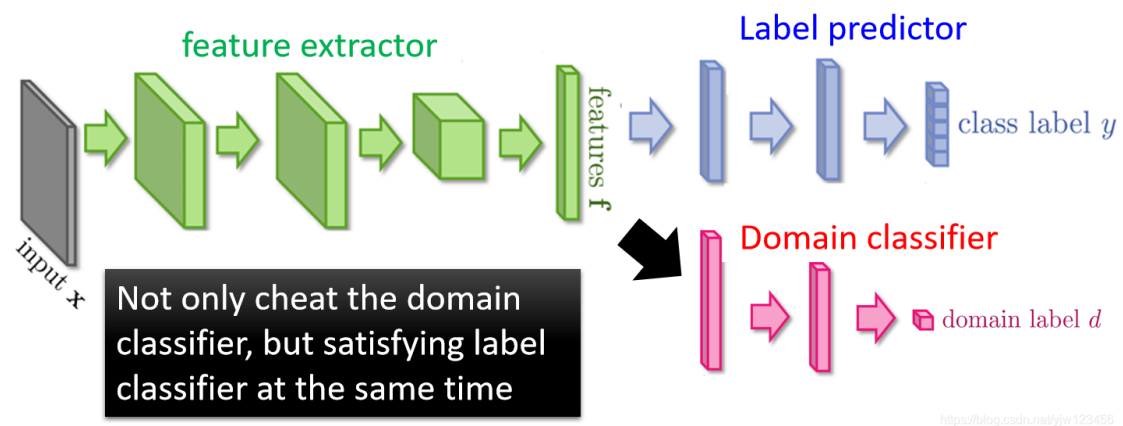 feature extractor
Label predictor
features f
class label y
input x
Domain classifier
domain label d
Not only cheat the domain
classifier, but satisfying label
classifier at the same time
https://blog.csdn.net/yjw123456